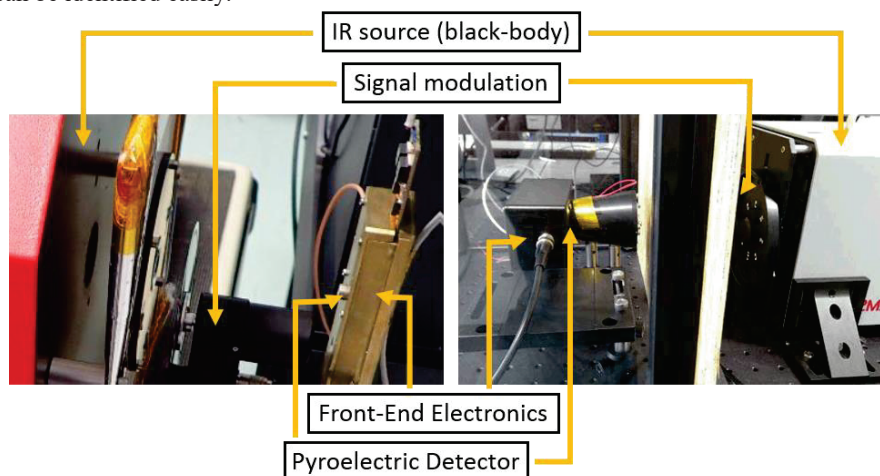 IR source (black-body)
Signal modulation
Front-End Electronics
Pyroelectric Detector